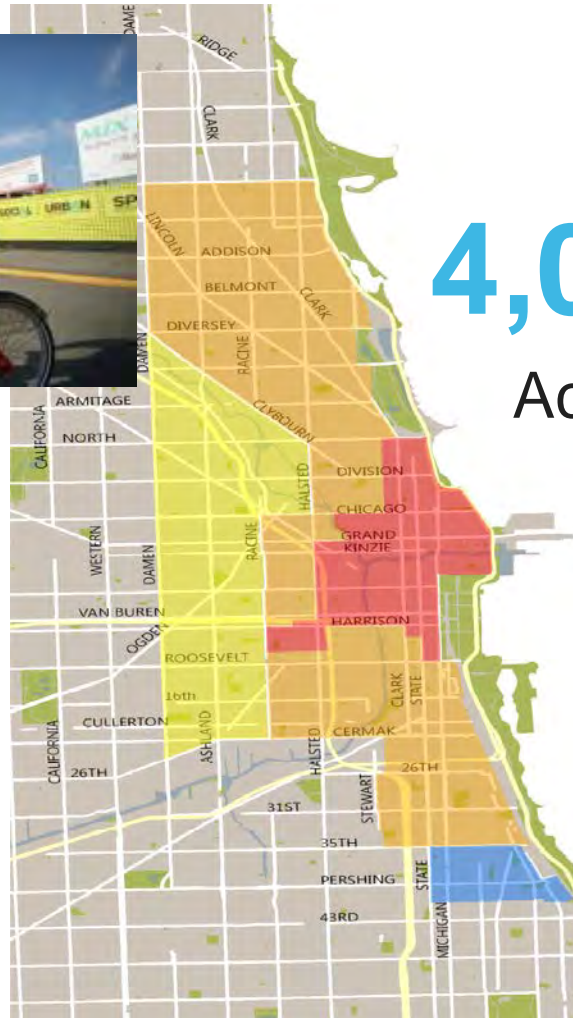 RIDGE
CLARK
URBAN SP
LINCOLN
ADDISON
BELMONT
CLARK
DIVERSEY
RACINE
DAMEN
4,0
Ac
ARMITAGE
CALIFORNIA
NORTH
CLYBOURN
HALSTED
DIVISION
CHICAGO
GRAND
KINZIE
RACINE
WESTERN
DAMEN
VAN BUREN
HARRISON
OGDEN
ROOSEVELT
16th
CLARK
STATE
CULLERTON
CALIFORNIA
ASHLAND
HALSTED
CERMAK
26TH
26TH
STEWART
31ST
35TH
PERSHING
STATE
43RD
MICHIGAN